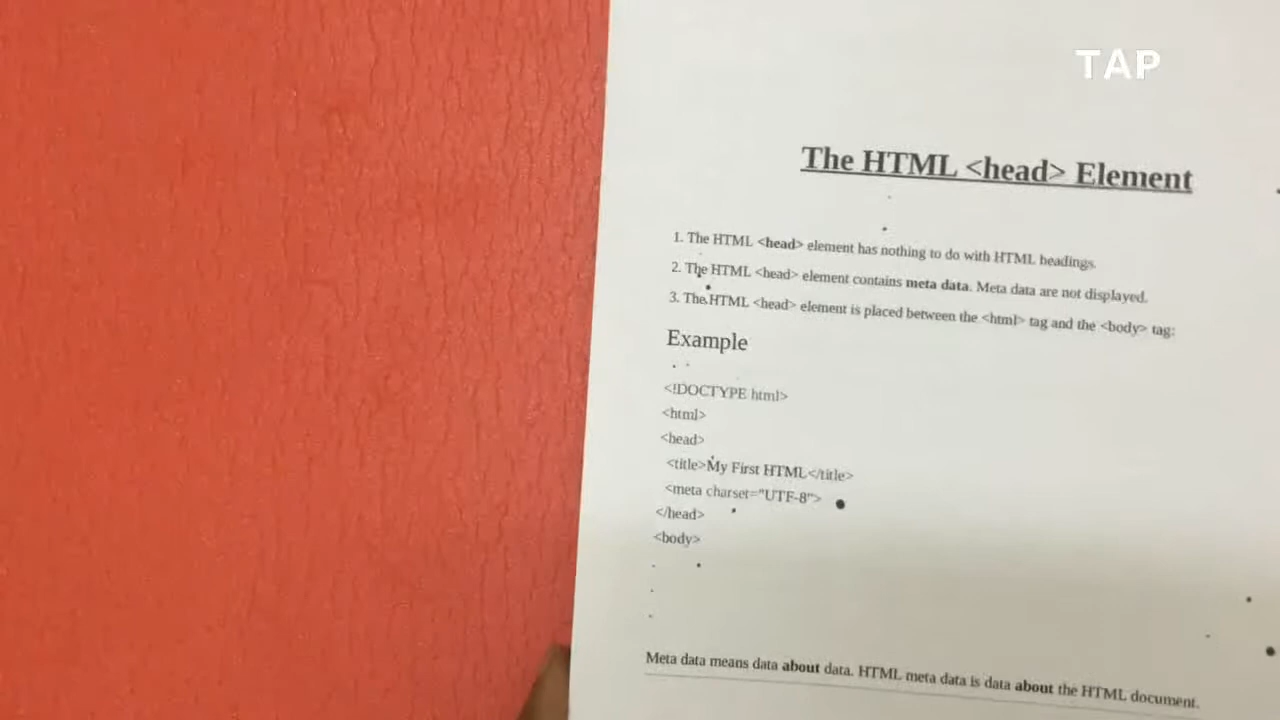 TAP
The HTML <head> Element
1. The HTML <head> element has nothing to do with HTML headings.
2. The HTML <head> element contains meta data. Meta data are not displayed.
3. The HTML <head> element is placed between the <html> tag and the <body> tag:
Example
<!DOCTYPE html>
<html>
<head>
<title>My First HTML</title>
<meta charset="UTF-8">
</head>
<body>
.
.
.
Meta data means data about data. HTML meta data is data about the HTML document.